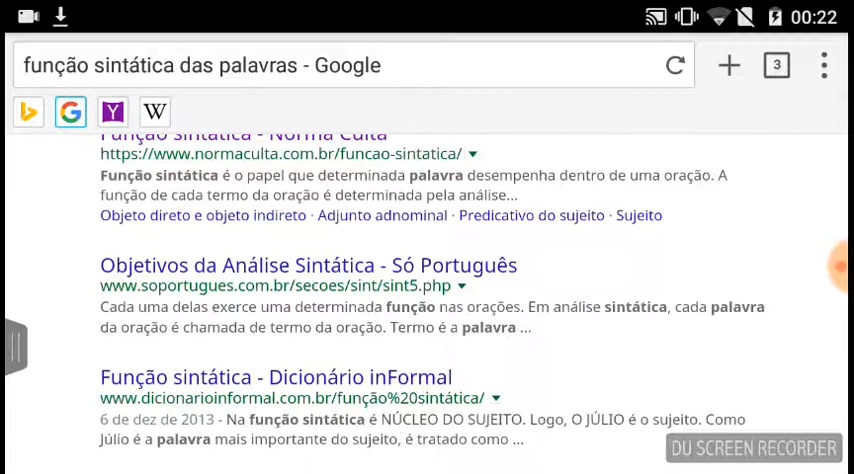 00:22
função sintática das palavras - Google
3
G Y W
Função sintática - Norma Culta
https://www.normaculta.com.br/funcao-sintatica/
Função sintática é o papel que determinada palavra desempenha dentro de uma oração. A
função de cada termo da oração é determinada pela análise...
Objeto direto e objeto indireto · Adjunto adnominal · Predicativo do sujeito · Sujeito
Objetivos da Análise Sintática - Só Português
www.soportugues.com.br/secoes/sint/sint5.php
Cada uma delas exerce uma determinada função nas orações. Em análise sintática, cada palavra
da oração é chamada de termo da oração. Termo é a palavra ...
Função sintática - Dicionário inFormal
www.dicionarioinformal.com.br/função%20sintática/
6 de dez de 2013 - Na função sintática é NÚCLEO DO SUJEITO. Logo, O JÚLIO é o sujeito. Como
Júlio é a palavra mais importante do sujeito, é tratado como ...
DU SCREEN RECORDER